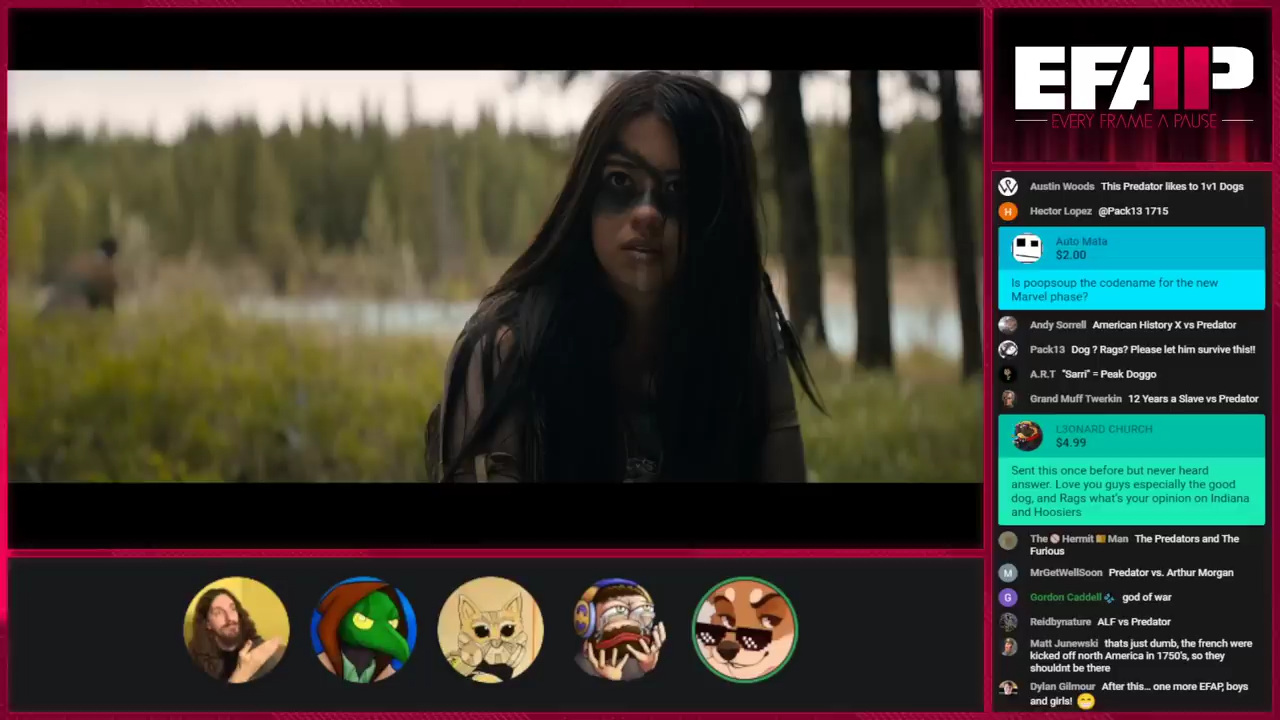 EFAP
EVERY FRAME A PAUSE
Austin Woods This Predator likes to 1v1 Dogs
H
Hector Lopez @Pack13 1715
Auto Mata
$2.00
Is poopsoup the codename for the new
Marvel phase?
Andy Sorrell American History X vs Predator
Pack13 Dog ? Rags? Please let him survive this!!
A.R.T "Sarri" = Peak Doggo
Grand Muff Twerkin 12 Years a Slave vs Predator
L3ONARD CHURCH
$4.99
Sent this once before but never heard
answer. Love you guys especially the good
dog, and Rags what's your opinion on Indiana
and Hoosiers
The Hermit Man The Predators and The
Furious
M
MrGetWellSoon Predator vs. Arthur Morgan
G
Gordon Caddell god of war
Reidbynature ALF vs Predator
Matt Junewski thats just dumb, the french were
kicked off north America in 1750's, so they
shouldnt be there
Dylan Gilmour After this... one more EFAP, boys
and girls! 😁